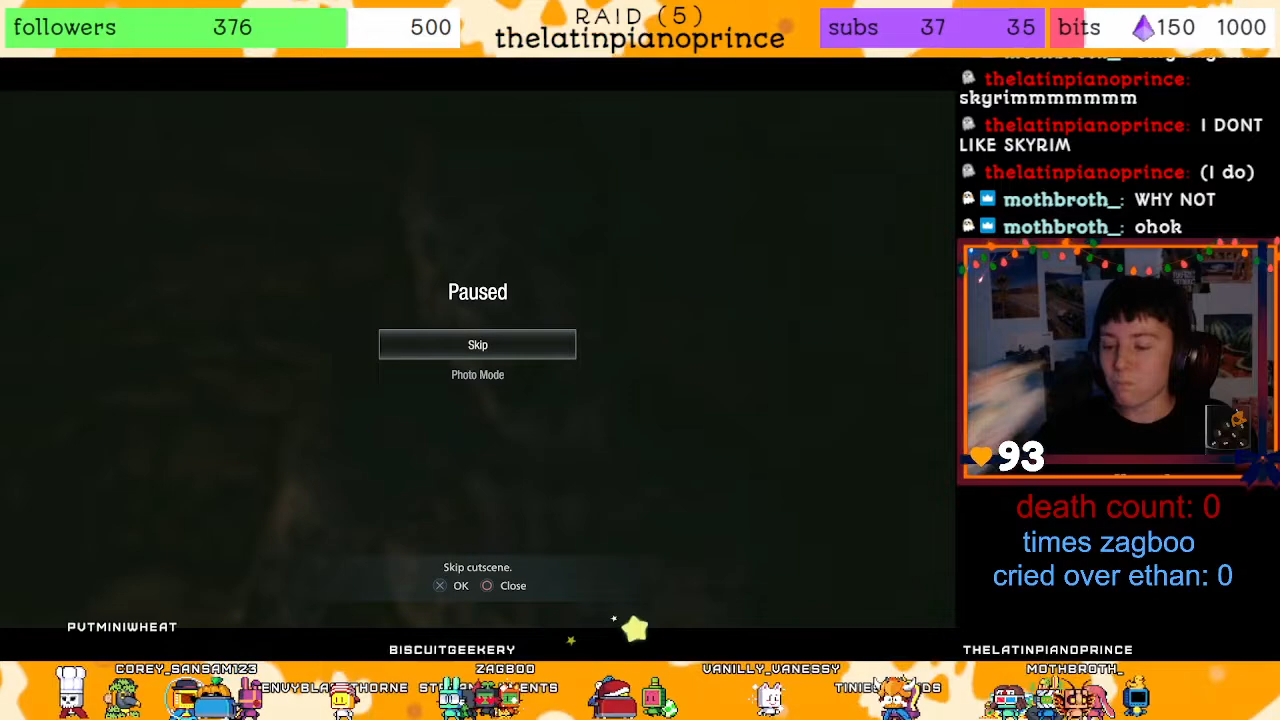 followers 376 500
RAID (5)
thelatinpianoprince
subs 37 35
bits 150 1000
thelatinpianoprince:
skyrimmmmmmm
thelatinpianoprince: I DONT
LIKE SKYRIM
thelatinpianoprince: (I do)
mothbroth_: WHY NOT
mothbroth_: ohok
Paused
Skip
Photo Mode
93
death count: 0
times zagboo
cried over ethan: 0
Skip cutscene.
OK Close
PUTMINIWHEAT
BISCUITGEEKERY
THELATINPIANOPRINCE
COREY_SANSAM123
ZAGBOO
VANILLY_VANESSY
MOTHBROTH_